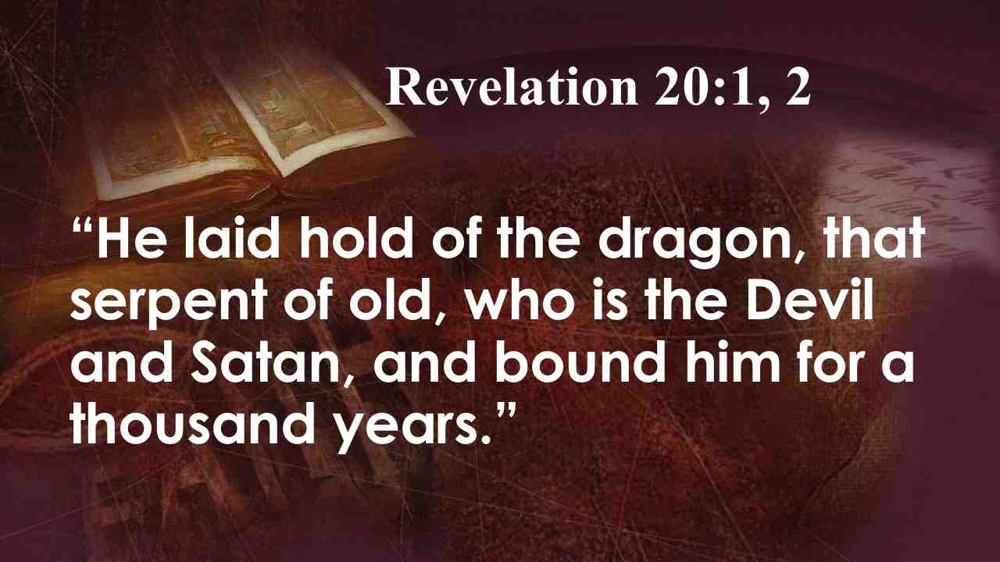 Revelation 20:1, 2
“He laid hold of the dragon, that
serpent of old, who is the Devil
and Satan, and bound him for a
thousand years.”